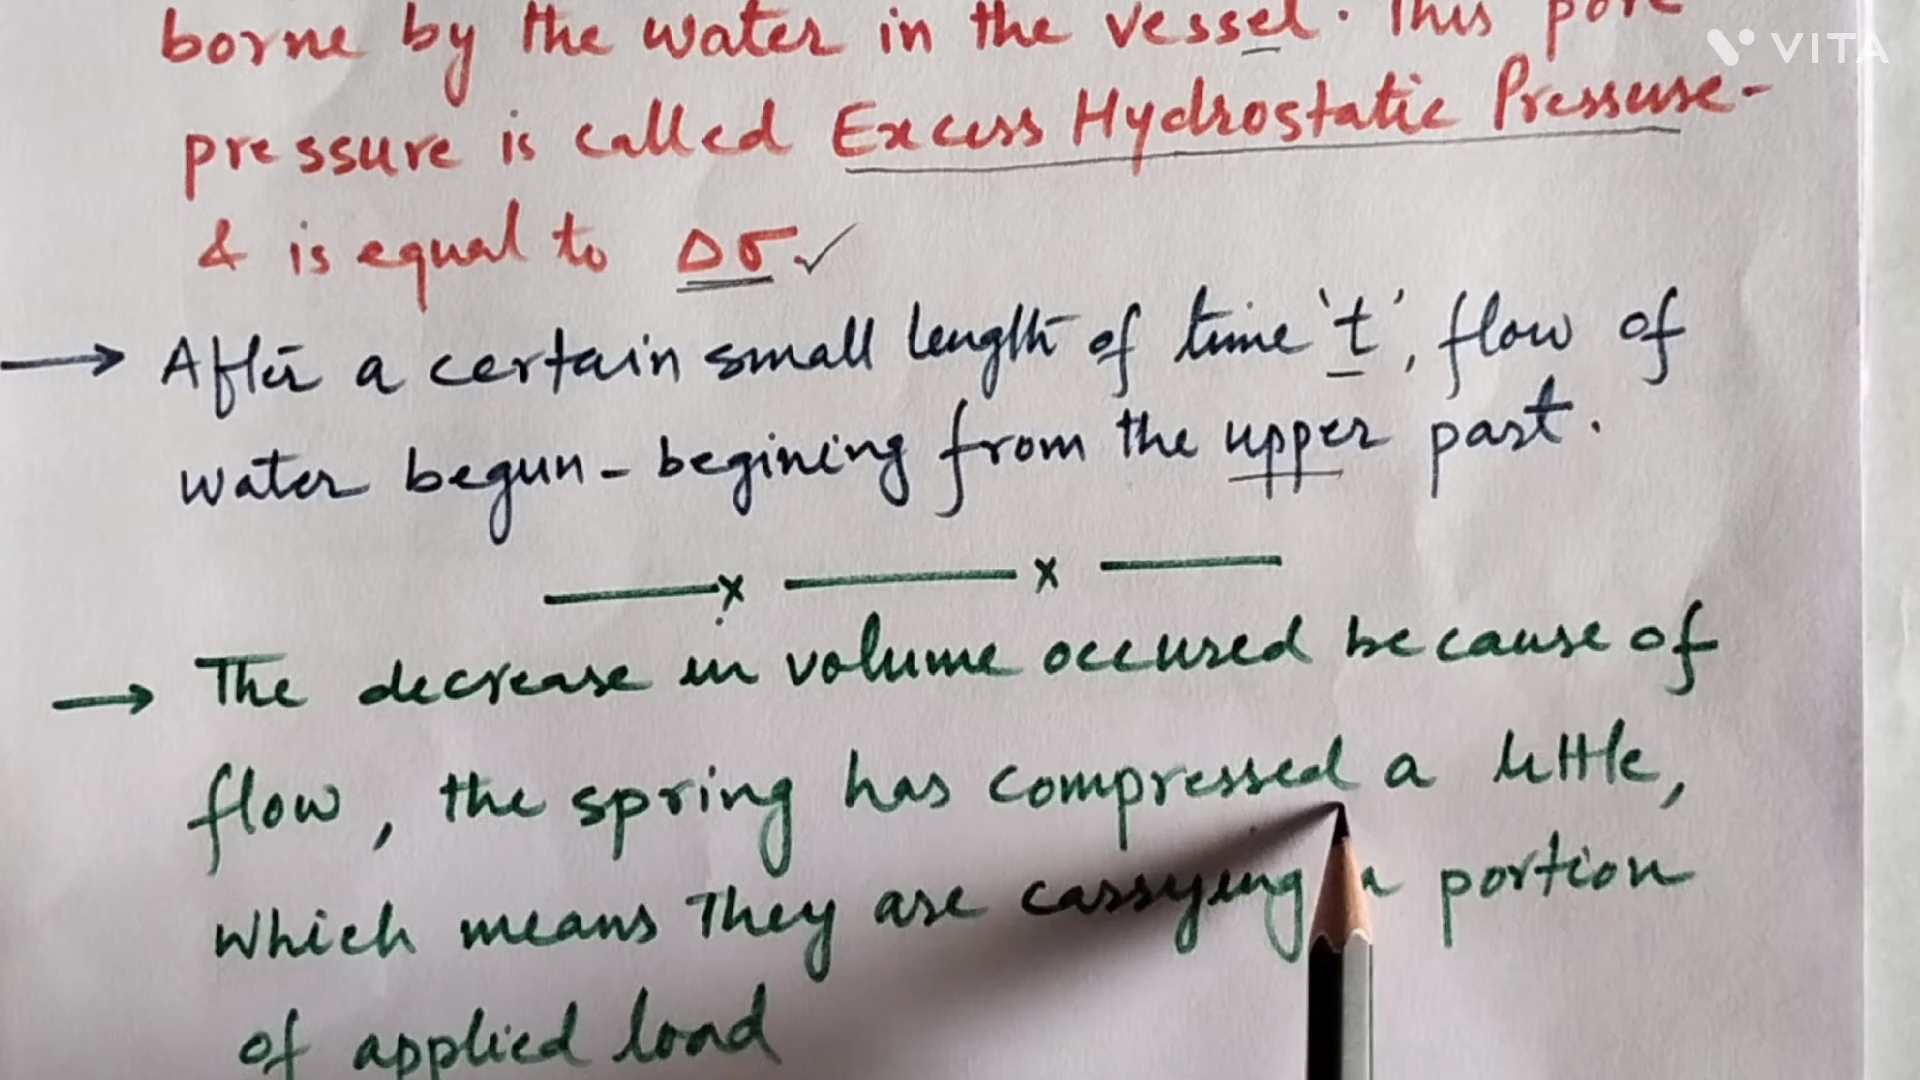 borne by the water in the vessel. This pore
VITA
pressure is called Excess Hydrostatic Pressure-
& is equal to Δσ ✓
→ After a certain small length of time 't', flow of
water begun - begining from the upper part.
—x—x—
→ The decrease in volume occured because of
flow, the spring has compressed a little,
which means they are carrying a portion
of applied load